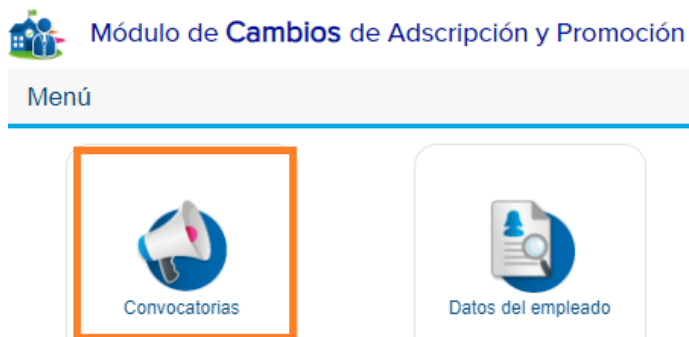 Módulo de Cambios de Adscripción y Promoción
Menú
Convocatorias
Datos del empleado